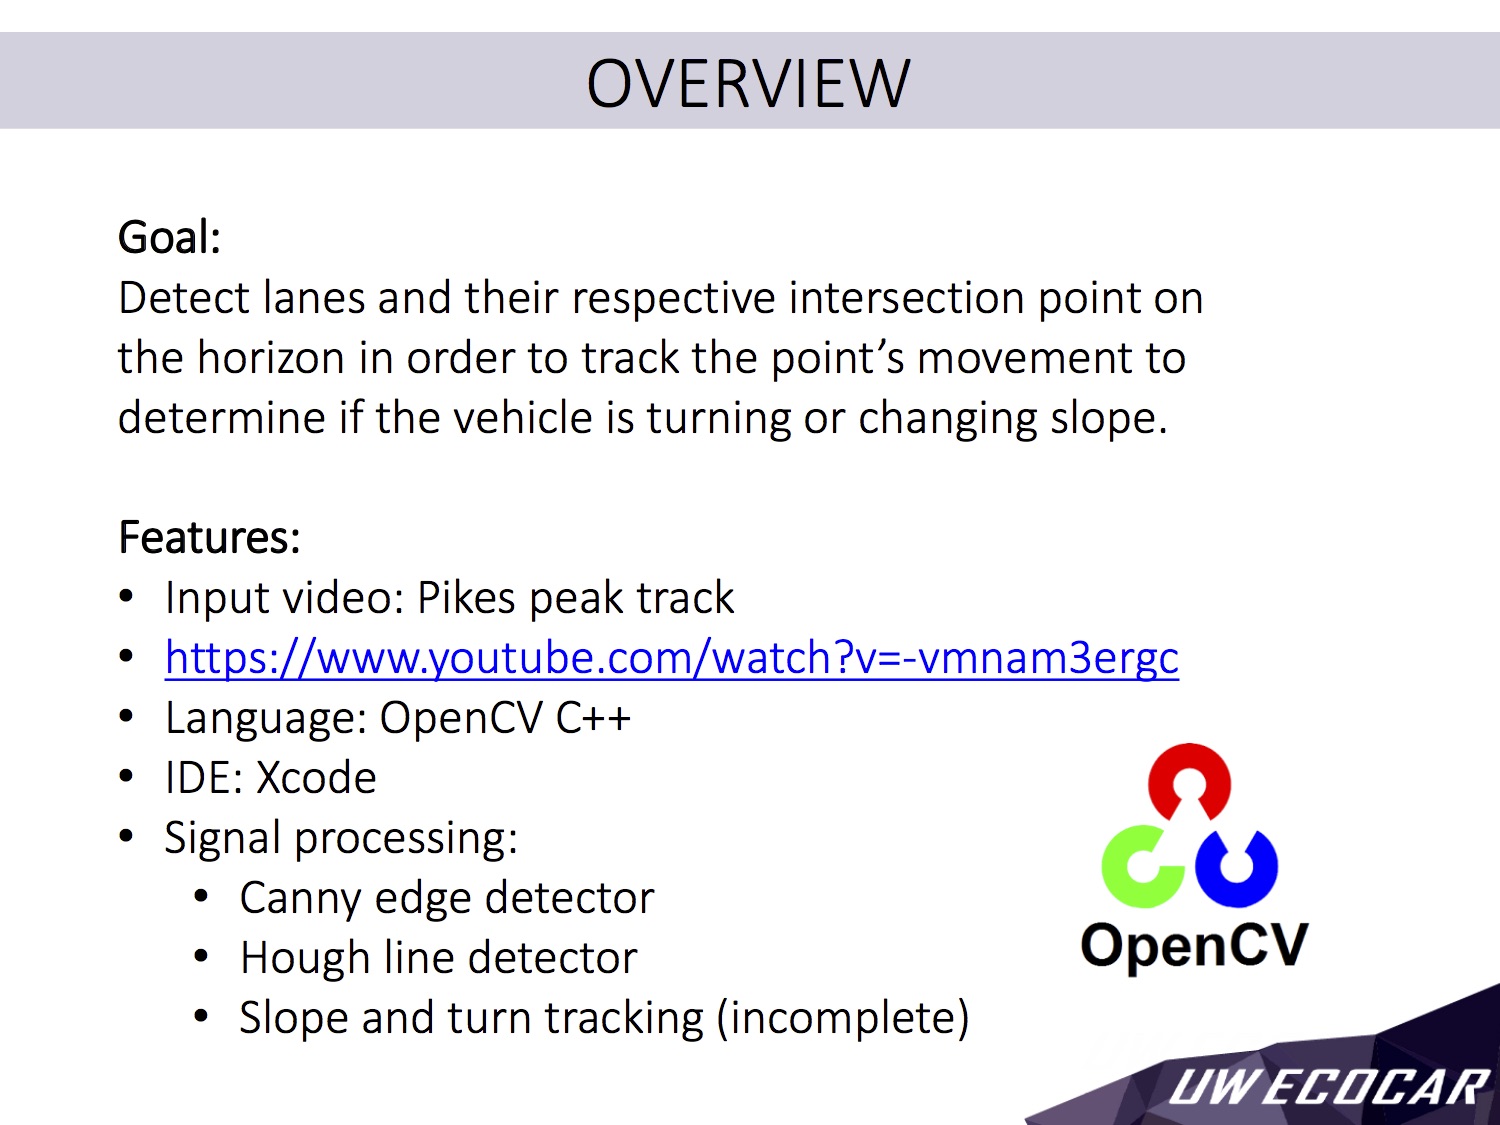 OVERVIEW
Goal:
Detect lanes and their respective intersection point on
the horizon in order to track the point’s movement to
determine if the vehicle is turning or changing slope.
Features:
• Input video: Pikes peak track
• https://www.youtube.com/watch?v=-vmnam3ergc
• Language: OpenCV C++
• IDE: Xcode
• Signal processing:
• Canny edge detector
• Hough line detector
• Slope and turn tracking (incomplete)
OpenCV
UW ECOCAR